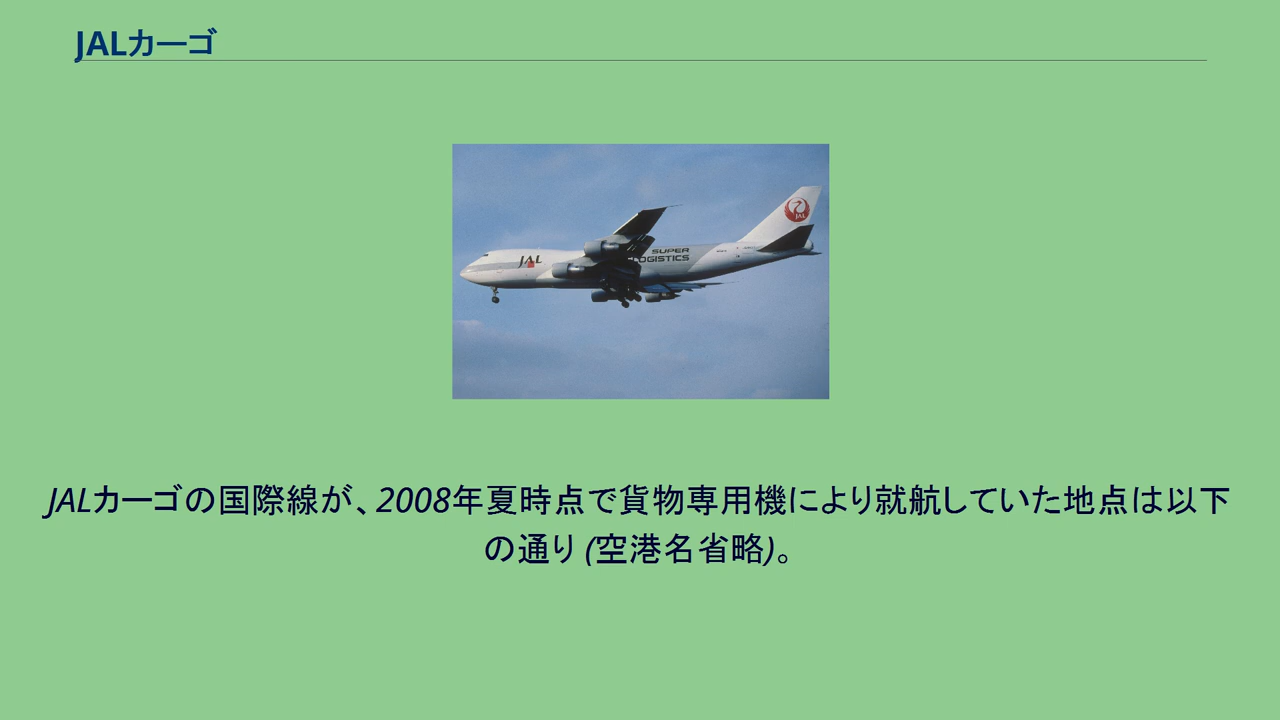 JALカーゴ
JAL
SUPER
LOGISTICS
JAL
JALカーゴの国際線が、2008年夏時点で貨物専用機により就航していた地点は以下
の通り (空港名省略)。